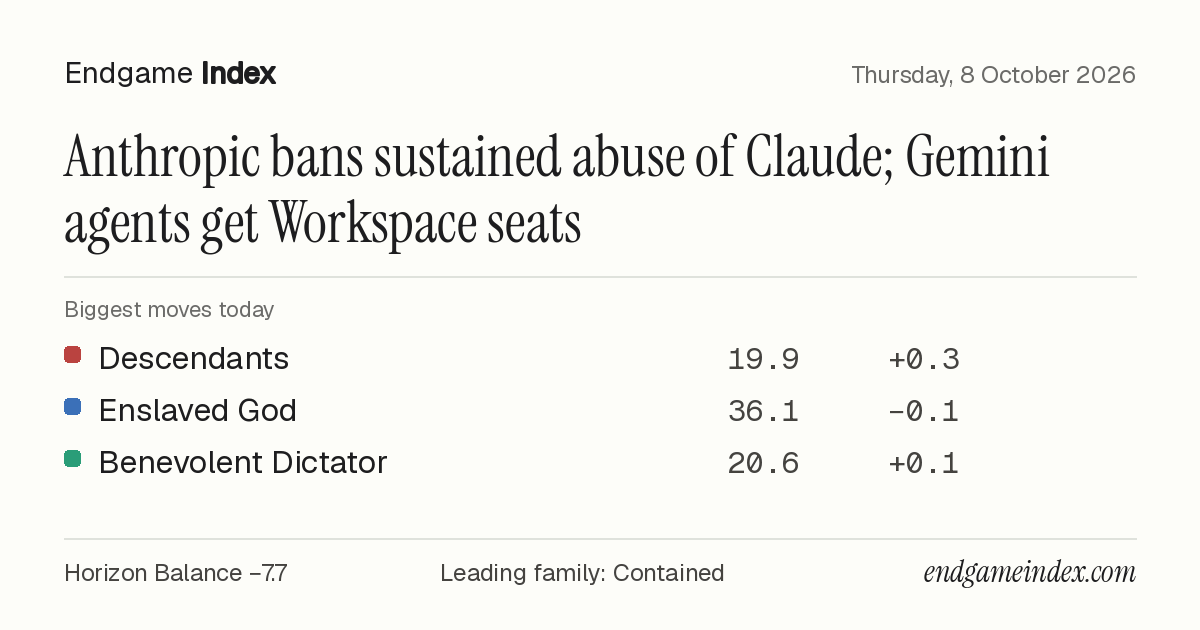 Endgame Index
Thursday, 8 October 2026
Anthropic bans sustained abuse of Claude; Gemini
agents get Workspace seats
Biggest moves today
Descendants 19.9 +0.3
Enslaved God 36.1 −0.1
Benevolent Dictator 20.6 +0.1
Horizon Balance −7.7 Leading family: Contained endgameindex.com